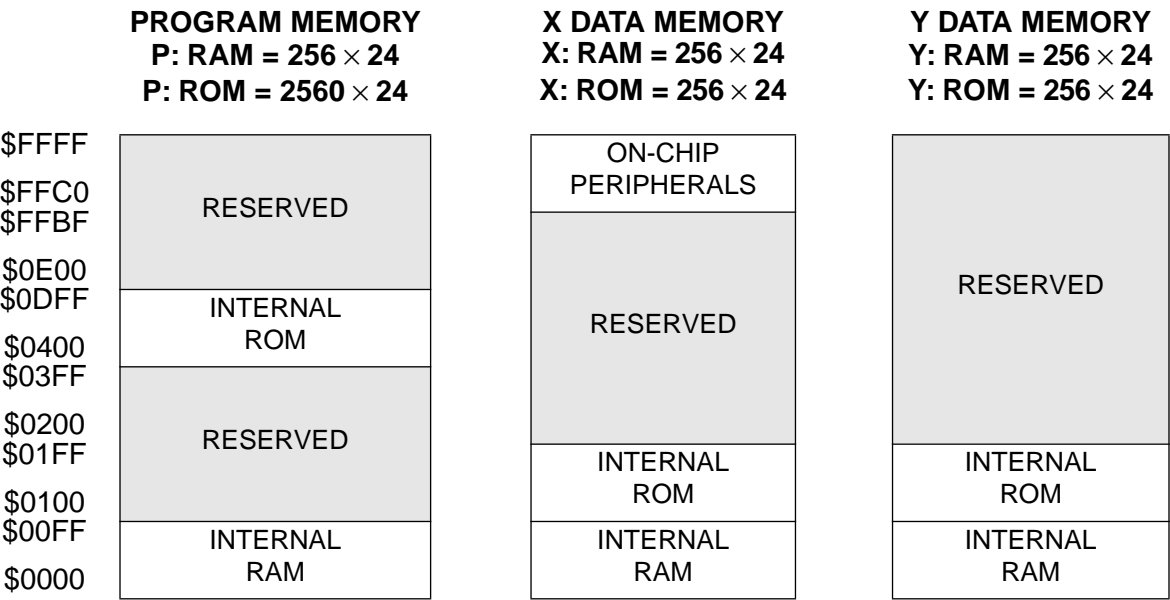 PROGRAM MEMORY
P: RAM = 256 × 24
P: ROM = 2560 × 24
X DATA MEMORY
X: RAM = 256 × 24
X: ROM = 256 × 24
Y DATA MEMORY
Y: RAM = 256 × 24
Y: ROM = 256 × 24
$FFFF
$FFC0
$FFBF
$0E00
$0DFF
$0400
$03FF
$0200
$01FF
$0100
$00FF
$0000
RESERVED
INTERNAL
ROM
RESERVED
INTERNAL
RAM
ON-CHIP
PERIPHERALS
RESERVED
INTERNAL
ROM
INTERNAL
RAM
RESERVED
INTERNAL
ROM
INTERNAL
RAM